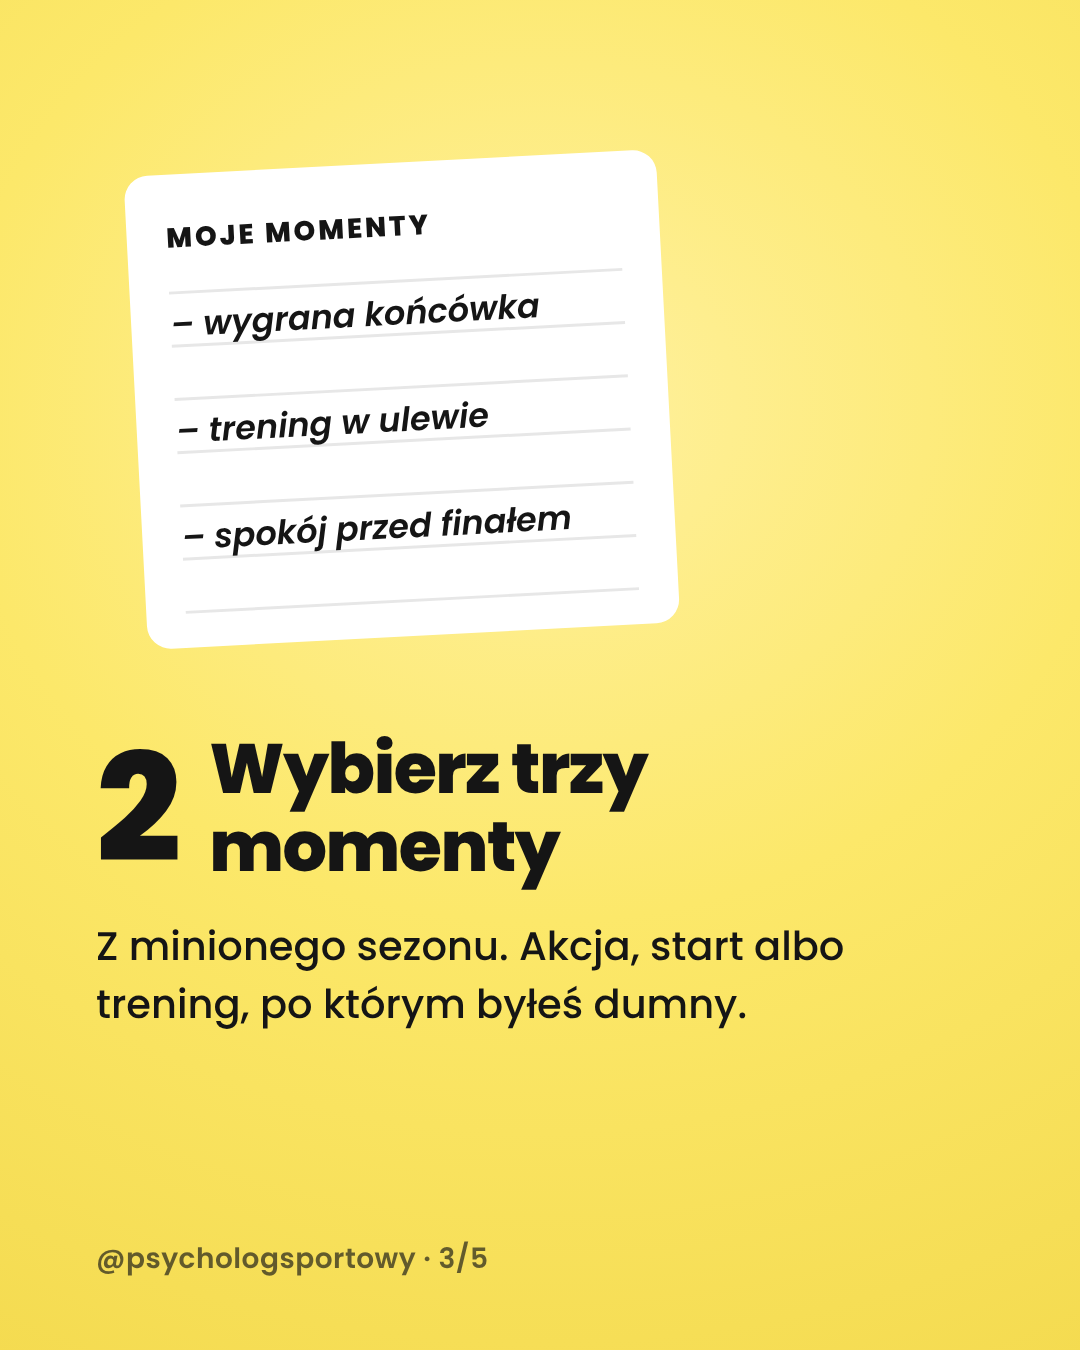 MOJE MOMENTY
– wygrana końcówka
– trening w ulewie
– spokój przed finałem
2 Wybierz trzy
momenty
Z minionego sezonu. Akcja, start albo
trening, po którym byłeś dumny.
@psychologsportowy · 3/5